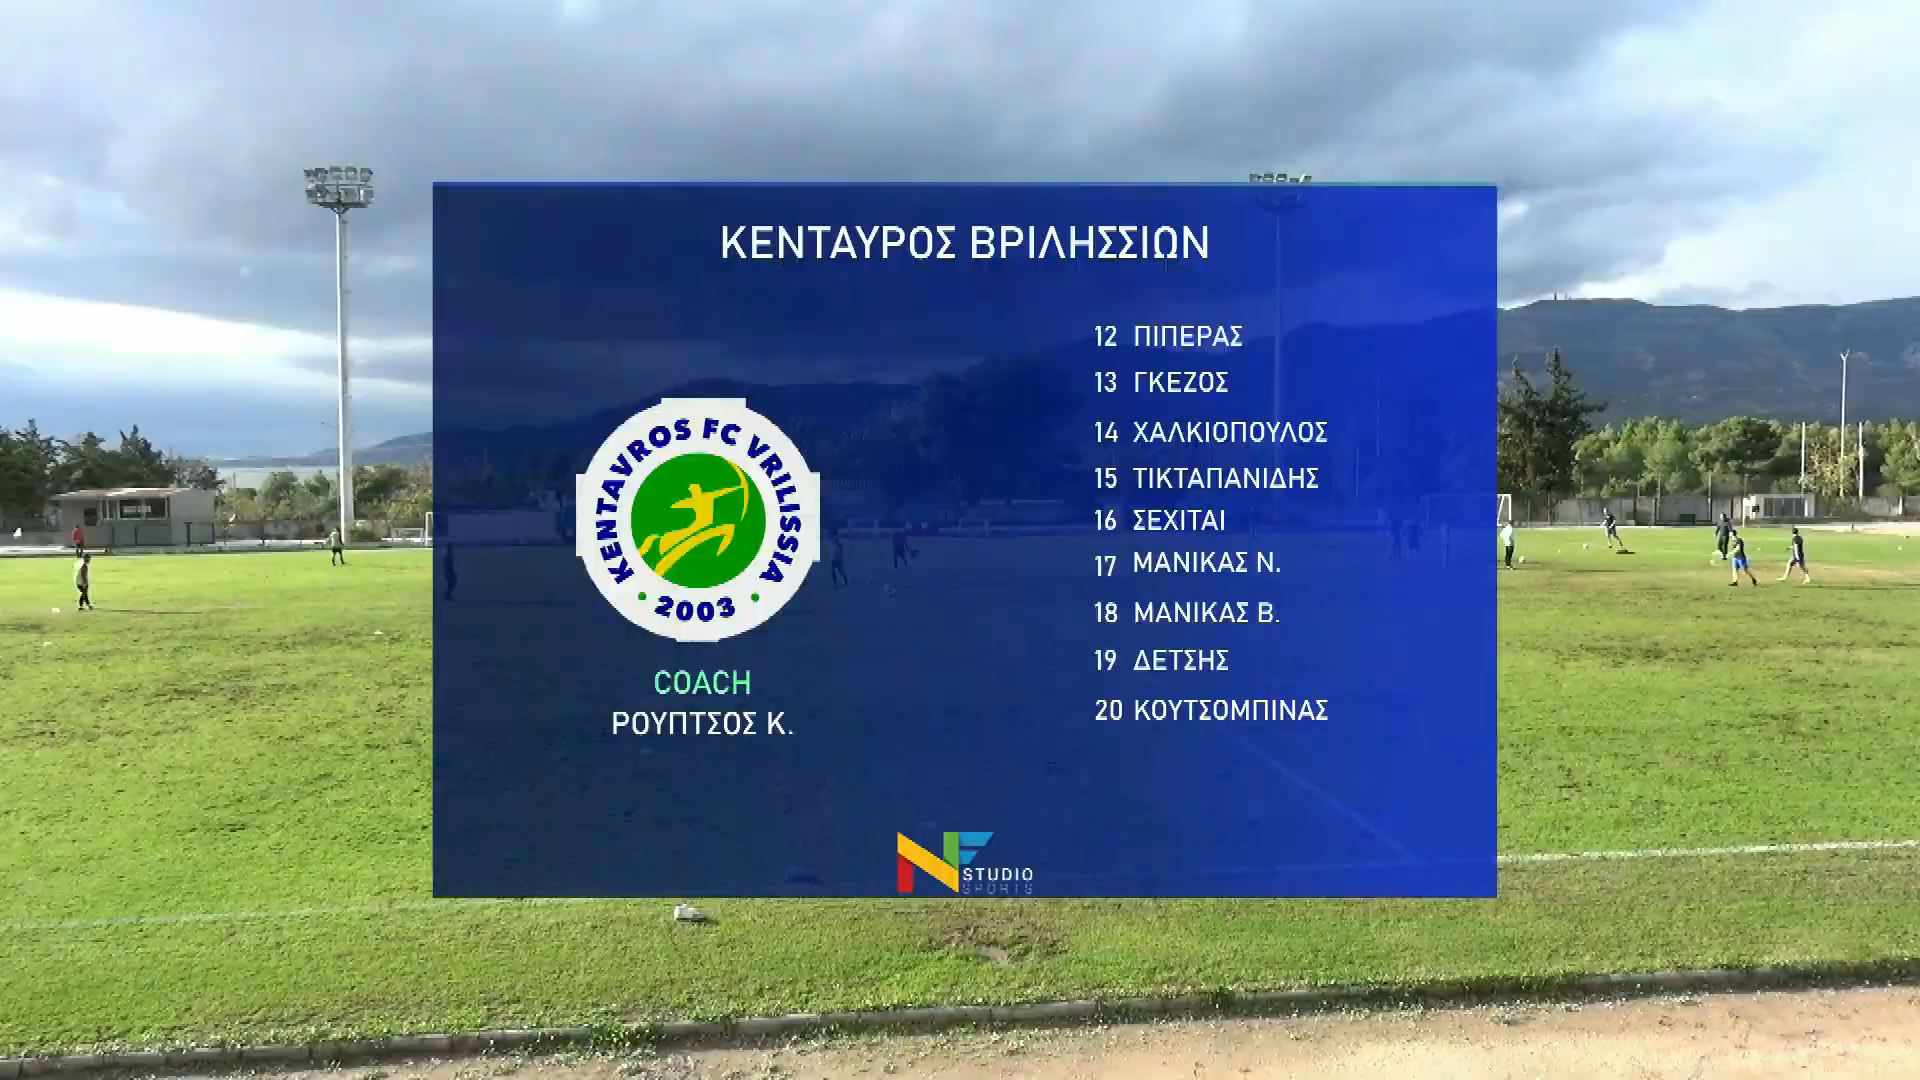 ΚΕΝΤΑΥΡΟΣ ΒΡΙΛΗΣΣΙΩΝ
KENTAVROS FC VRILISSIA
• 2003 •
COACH
ΡΟΥΠΤΣΟΣ Κ.
12 ΠΙΠΕΡΑΣ
13 ΓΚΕΖΟΣ
14 ΧΑΛΚΙΟΠΟΥΛΟΣ
15 ΤΙΚΤΑΠΑΝΙΔΗΣ
16 ΣΕΧΙΤΑΙ
17 ΜΑΝΙΚΑΣ Ν.
18 ΜΑΝΙΚΑΣ Β.
19 ΔΕΤΣΗΣ
20 ΚΟΥΤΣΟΜΠΙΝΑΣ
NF
STUDIO
SPORTS